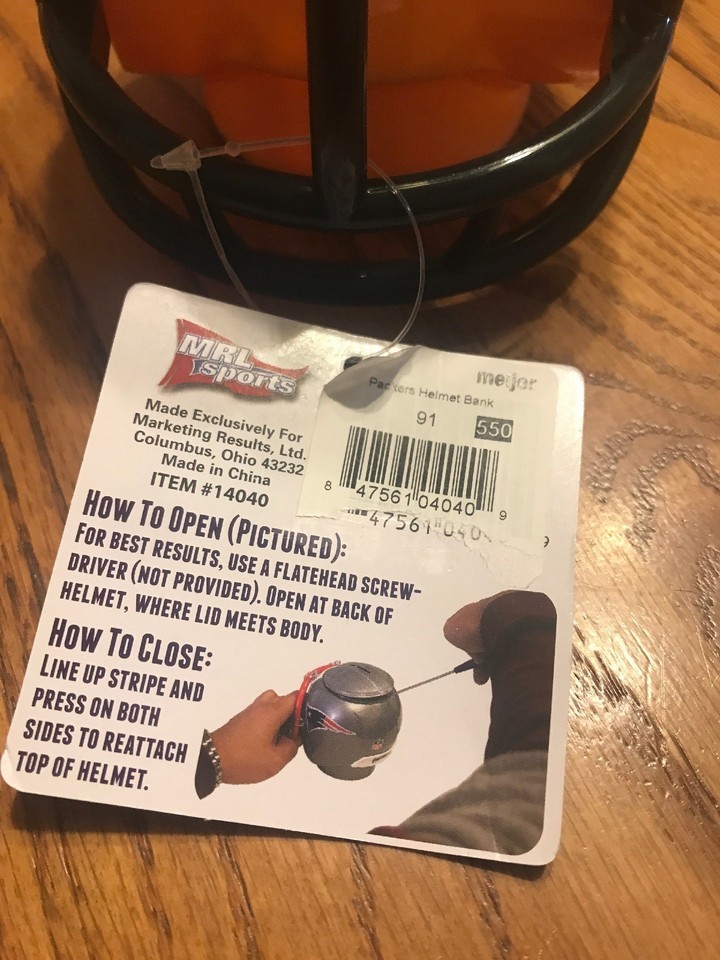 MRL
sports
Made Exclusively For
Marketing Results, Ltd.
Columbus, Ohio 43232
Made in China
ITEM #14040
meijer
Packers Helmet Bank
91 550
8 47561 04040 9
47561 040 9
HOW TO OPEN (PICTURED):
FOR BEST RESULTS, USE A FLATEHEAD SCREW-
DRIVER (NOT PROVIDED). OPEN AT BACK OF
HELMET, WHERE LID MEETS BODY.
HOW TO CLOSE:
LINE UP STRIPE AND
PRESS ON BOTH
SIDES TO REATTACH
TOP OF HELMET.